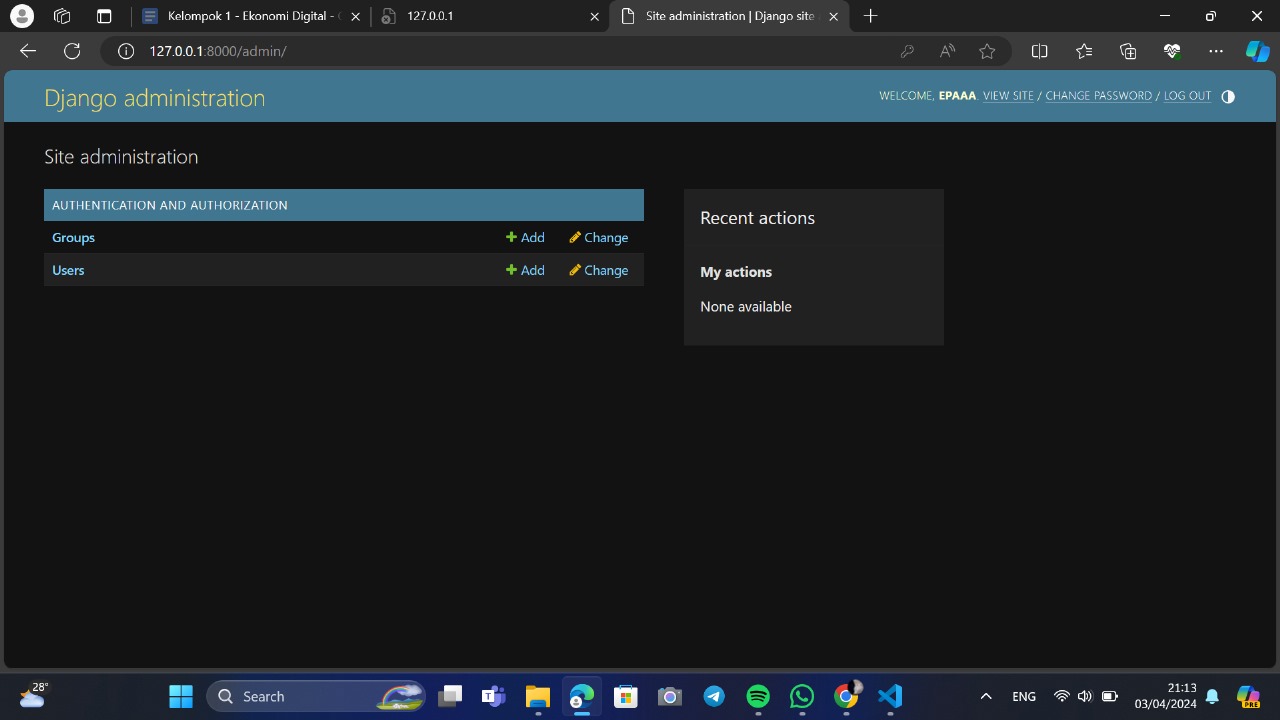 Kelompok 1 - Ekonomi Digital -
127.0.0.1
Site administration | Django site
127.0.0.1:8000/admin/
Django administration
WELCOME, EPAAA. VIEW SITE / CHANGE PASSWORD / LOG OUT
Site administration
AUTHENTICATION AND AUTHORIZATION
Groups Add Change
Users Add Change
Recent actions
My actions
None available
28°
Search
ENG
21:13
03/04/2024
PRE